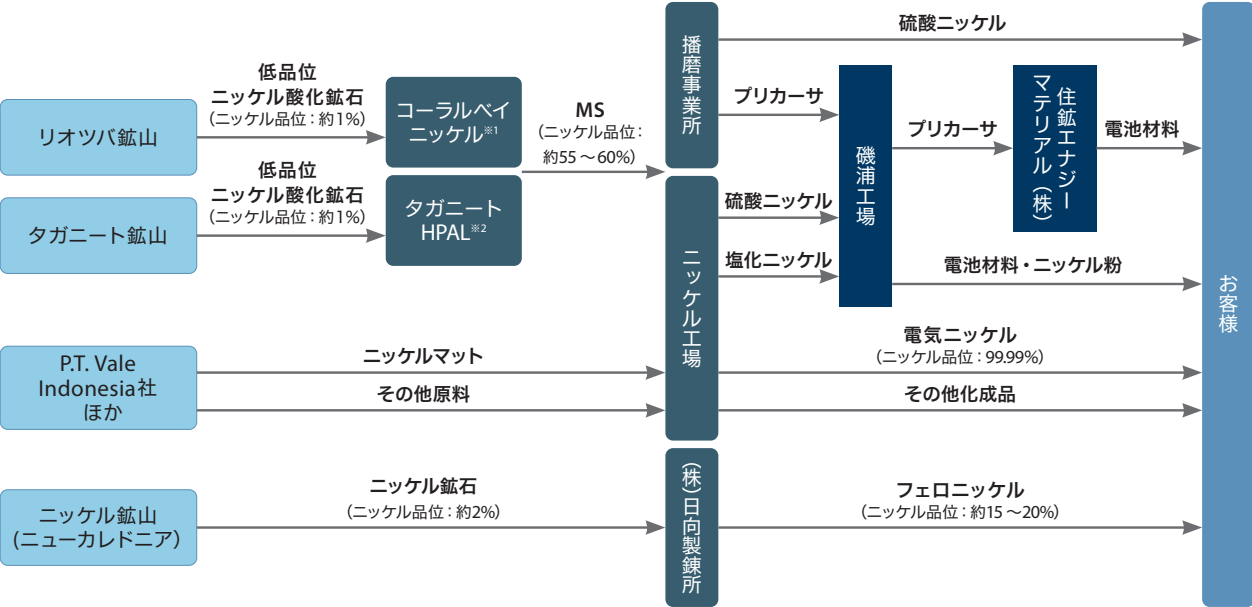 リオツバ鉱山
低品位
ニッケル酸化鉱石
(ニッケル品位：約1%)
コーラルベイ
ニッケル※1
タガニート鉱山
低品位
ニッケル酸化鉱石
(ニッケル品位：約1%)
タガニート
HPAL※2
MS
(ニッケル品位：
約55～60%)
P.T. Vale
Indonesia社
ほか
ニッケルマット
その他原料
ニッケル鉱山
(ニューカレドニア)
ニッケル鉱石
(ニッケル品位：約2%)
播磨事業所
ニッケル工場
(株)日向製錬所
硫酸ニッケル
プリカーサ
硫酸ニッケル
塩化ニッケル
磯浦工場
プリカーサ
住鉱エナジー
マテリアル(株)
電池材料
電池材料・ニッケル粉
電気ニッケル
(ニッケル品位：99.99%)
その他化成品
フェロニッケル
(ニッケル品位：約15～20%)
お客様